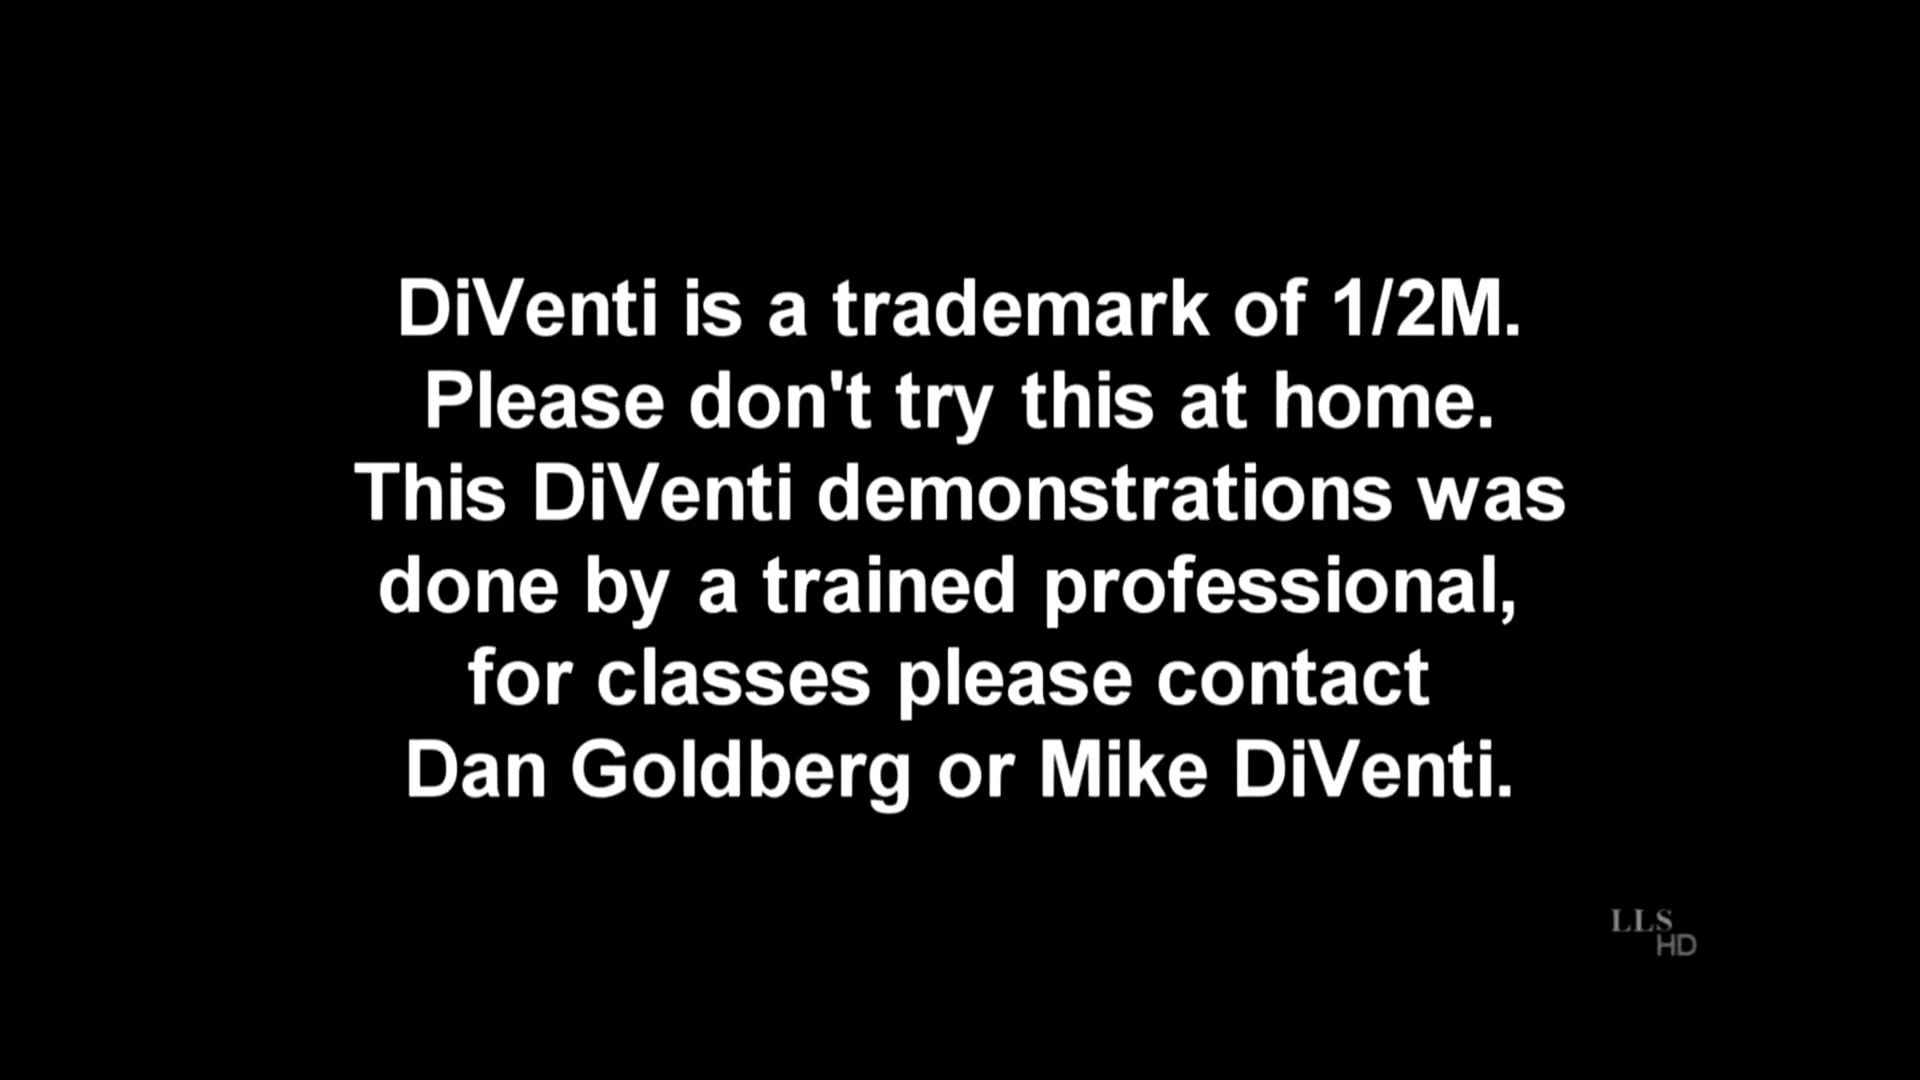 DiVenti is a trademark of 1/2M.
Please don't try this at home.
This DiVenti demonstrations was
done by a trained professional,
for classes please contact
Dan Goldberg or Mike DiVenti.
LLS
HD